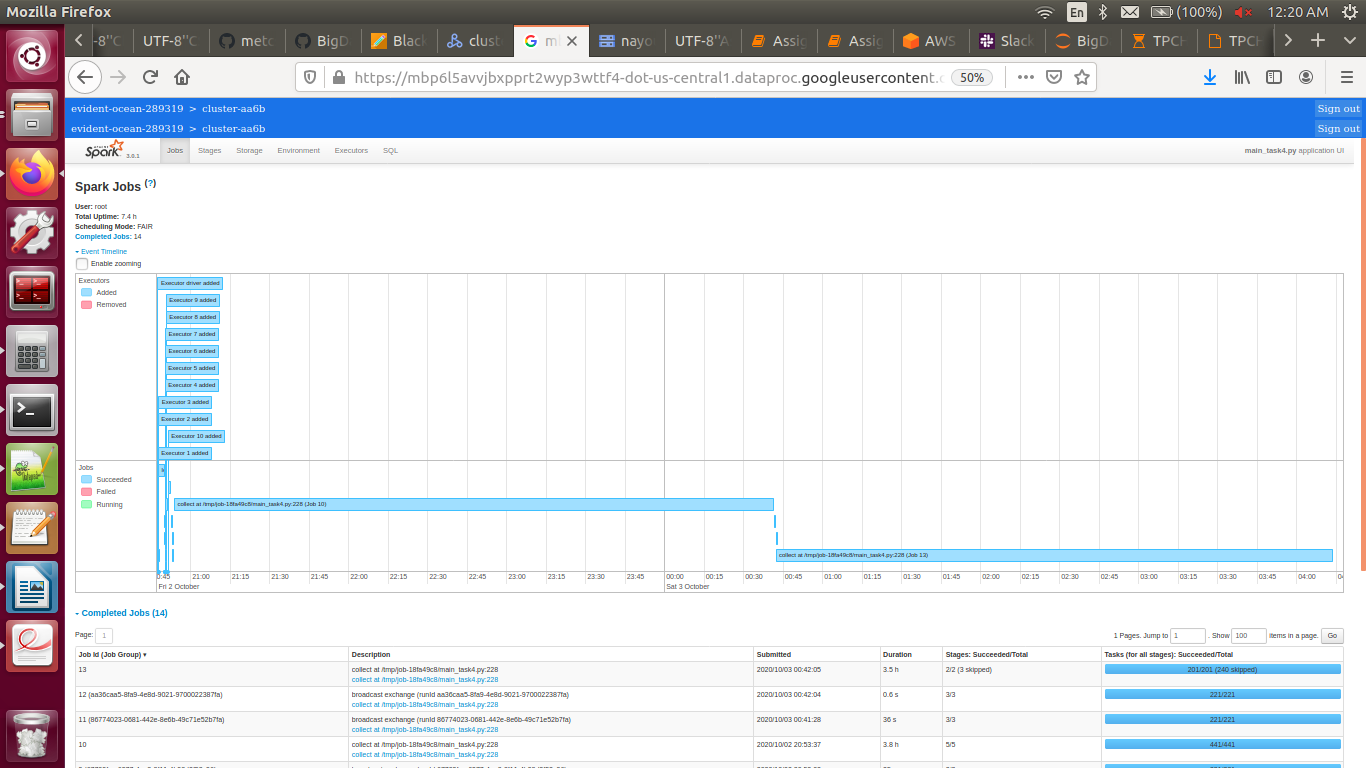 Mozilla Firefox
En (100%) 12:20 AM
-8''C UTF-8''C metc BigD Blac clust ml nayo UTF-8''A Assig Assig AWS Slack BigD TPCH TPCH
https://mbp6l5avvjbxpprt2wyp3wttf4-dot-us-central1.dataproc.googleusercontent.c 50%
evident-ocean-289319 > cluster-aa6b Sign out
evident-ocean-289319 > cluster-aa6b Sign out
APACHE Spark 3.0.1 Jobs Stages Storage Environment Executors SQL main_task4.py application UI
Spark Jobs (?)
User: root
Total Uptime: 7.4 h
Scheduling Mode: FAIR
Completed Jobs: 14
Event Timeline
Enable zooming
Executors
Added
Removed
Executor driver added
Executor 9 added
Executor 8 added
Executor 7 added
Executor 6 added
Executor 5 added
Executor 4 added
Executor 3 added
Executor 2 added
Executor 10 added
Executor 1 added
Jobs
Succeeded
Failed
Running
collect at /tmp/job-18fa49c8/main_task4.py:228 (Job 10)
collect at /tmp/job-18fa49c8/main_task4.py:228 (Job 13)
0:45 21:00 21:15 21:30 21:45 22:00 22:15 22:30 22:45 23:00 23:15 23:30 23:45 00:00 00:15 00:30 00:45 01:00 01:15 01:30 01:45 02:00 02:15 02:30 02:45 03:00 03:15 03:30 03:45 04:00
Fri 2 October Sat 3 October
Completed Jobs (14)
Page: 1 1 Pages. Jump to 1 . Show 100 items in a page. Go
Job Id (Job Group) ▾ Description Submitted Duration Stages: Succeeded/Total Tasks (for all stages): Succeeded/Total
13 collect at /tmp/job-18fa49c8/main_task4.py:228 2020/10/03 00:42:05 3.5 h 2/2 (3 skipped) 201/201 (240 skipped)
collect at /tmp/job-18fa49c8/main_task4.py:228
12 (aa36caa5-8fa9-4e8d-9021-9700022387fa) broadcast exchange (runId aa36caa5-8fa9-4e8d-9021-9700022387fa) 2020/10/03 00:42:04 0.6 s 3/3 221/221
collect at /tmp/job-18fa49c8/main_task4.py:228
11 (86774023-0681-442e-8e6b-49c71e52b7fa) broadcast exchange (runId 86774023-0681-442e-8e6b-49c71e52b7fa) 2020/10/03 00:41:28 36 s 3/3 221/221
collect at /tmp/job-18fa49c8/main_task4.py:228
10 collect at /tmp/job-18fa49c8/main_task4.py:228 2020/10/02 20:53:37 3.8 h 5/5 441/441
collect at /tmp/job-18fa49c8/main_task4.py:228